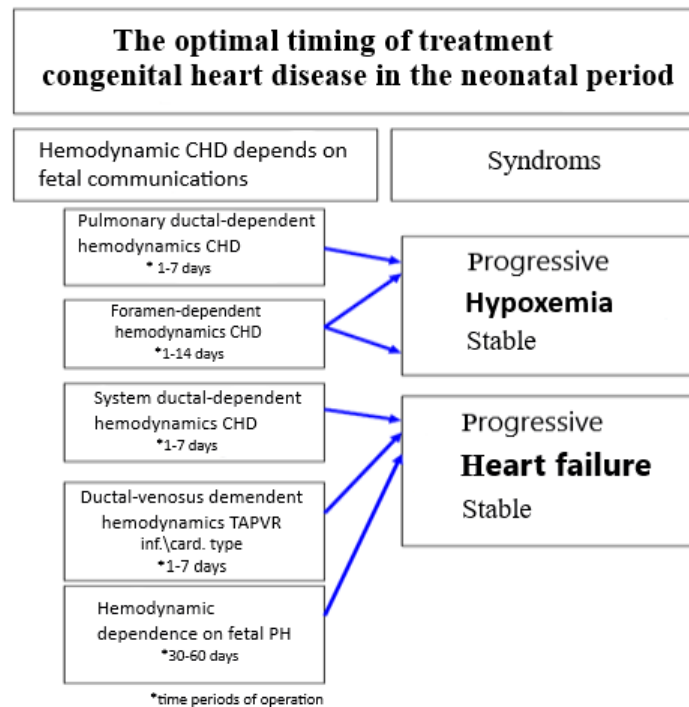 The optimal timing of treatment
congenital heart disease in the neonatal period
Hemodynamic CHD depends on
fetal communications
Syndroms
Pulmonary ductal-dependent
hemodynamics CHD
* 1-7 days
Foramen-dependent
hemodynamics CHD
*1-14 days
System ductal-dependent
hemodynamics CHD
*1-7 days
Ductal-venosus demendent
hemodynamics TAPVR
inf.\card. type
*1-7 days
Hemodynamic
dependence on fetal PH
*30-60 days
*time periods of operation
Progressive
Hypoxemia
Stable
Progressive
Heart failure
Stable